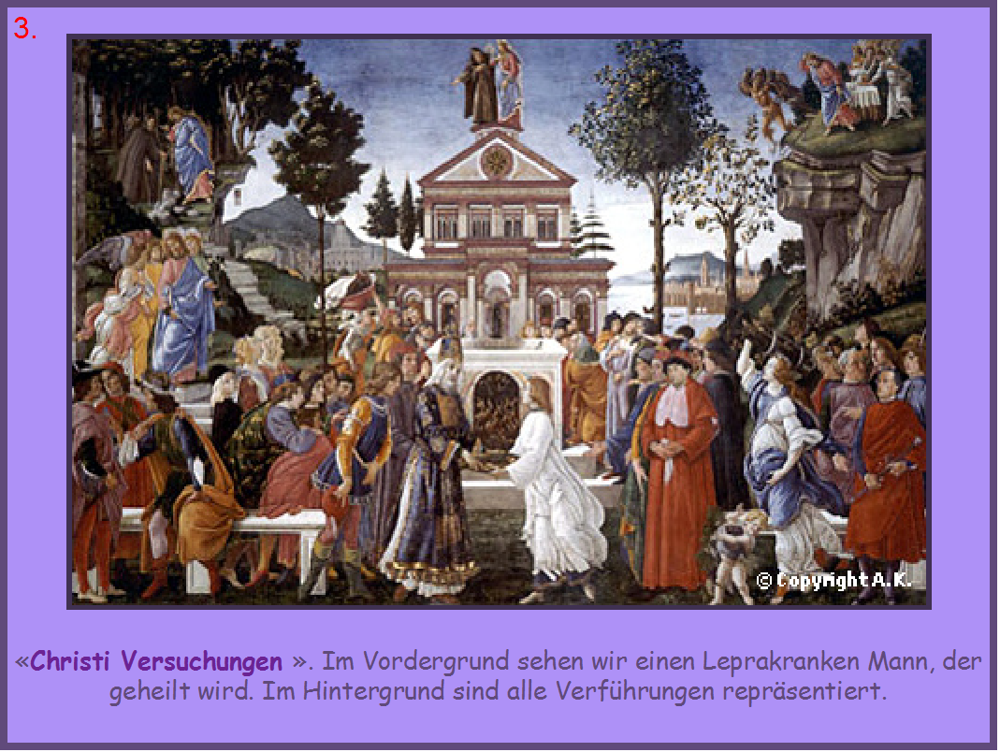 3.
© Copyright A. K.
«Christi Versuchungen ». Im Vordergrund sehen wir einen Leprakranken Mann, der
geheilt wird. Im Hintergrund sind alle Verführungen repräsentiert.